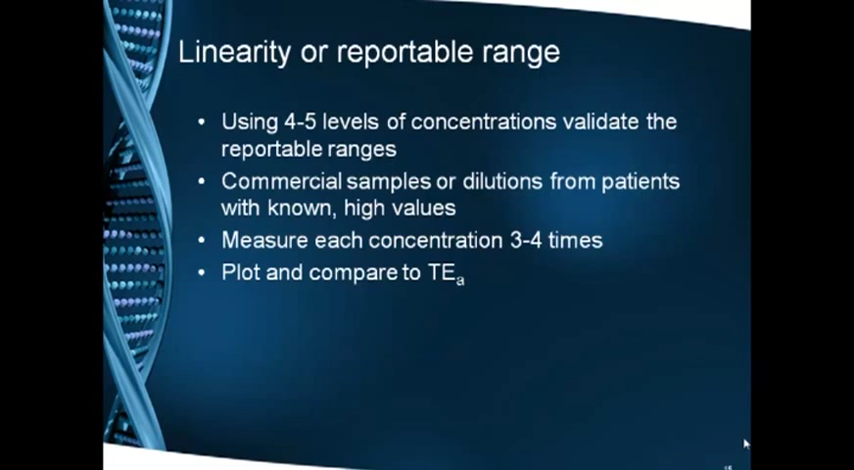 Linearity or reportable range
• Using 4-5 levels of concentrations validate the
reportable ranges
• Commercial samples or dilutions from patients
with known, high values
• Measure each concentration 3-4 times
• Plot and compare to TEa